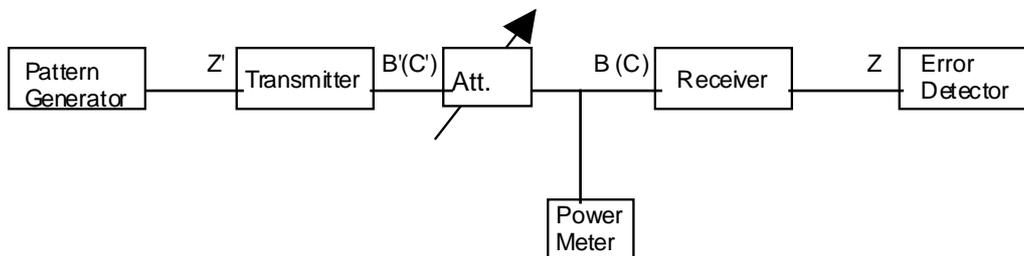 Pattern
Generator
Z'
Transmitter
B'(C')
Att.
B (C)
Receiver
Z
Error
Detector
Power
Meter